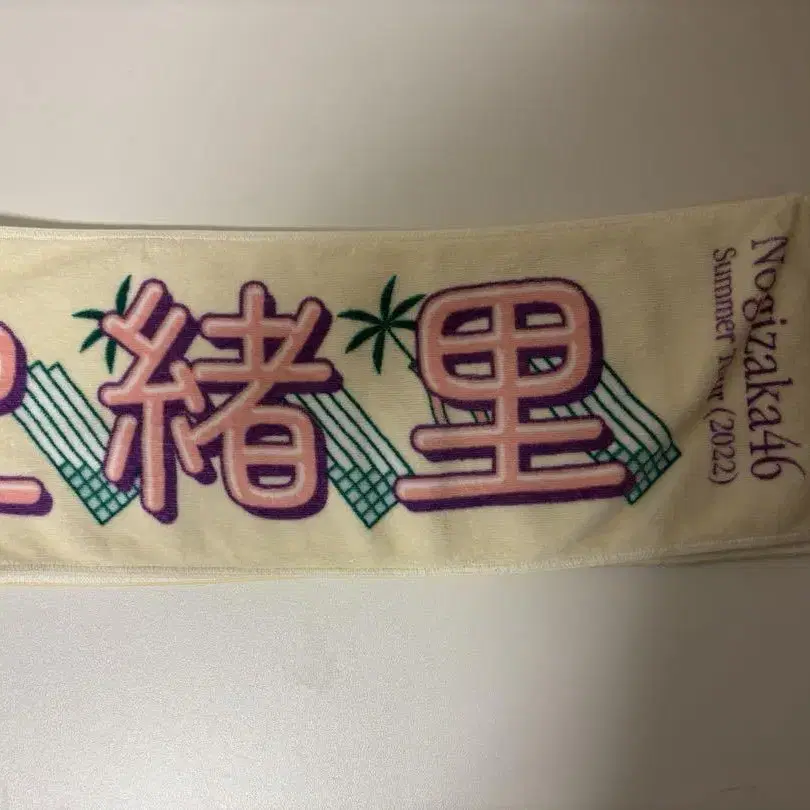 緒里
Nogizaka46
Summer Tour (2022)